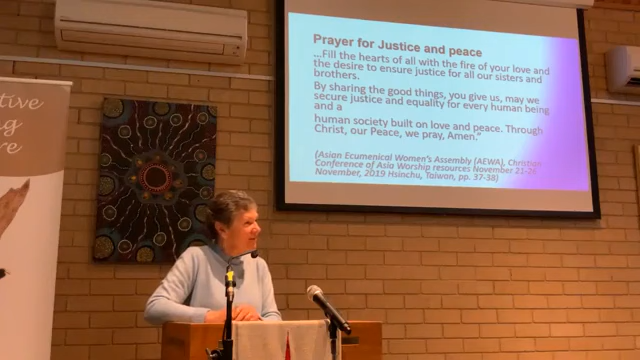 Prayer for Justice and peace
...Fill the hearts of all with the fire of your love and
the desire to ensure justice for all our sisters and
brothers.
By sharing the good things, you give us, may we
secure justice and equality for every human being
and a
human society built on love and peace. Through
Christ, our Peace, we pray, Amen."
(Asian Ecumenical Women's Assembly (AEWA), Christian
Conference of Asia Worship resources November 21-26
November, 2019 Hsinchu, Taiwan, pp. 37-38)